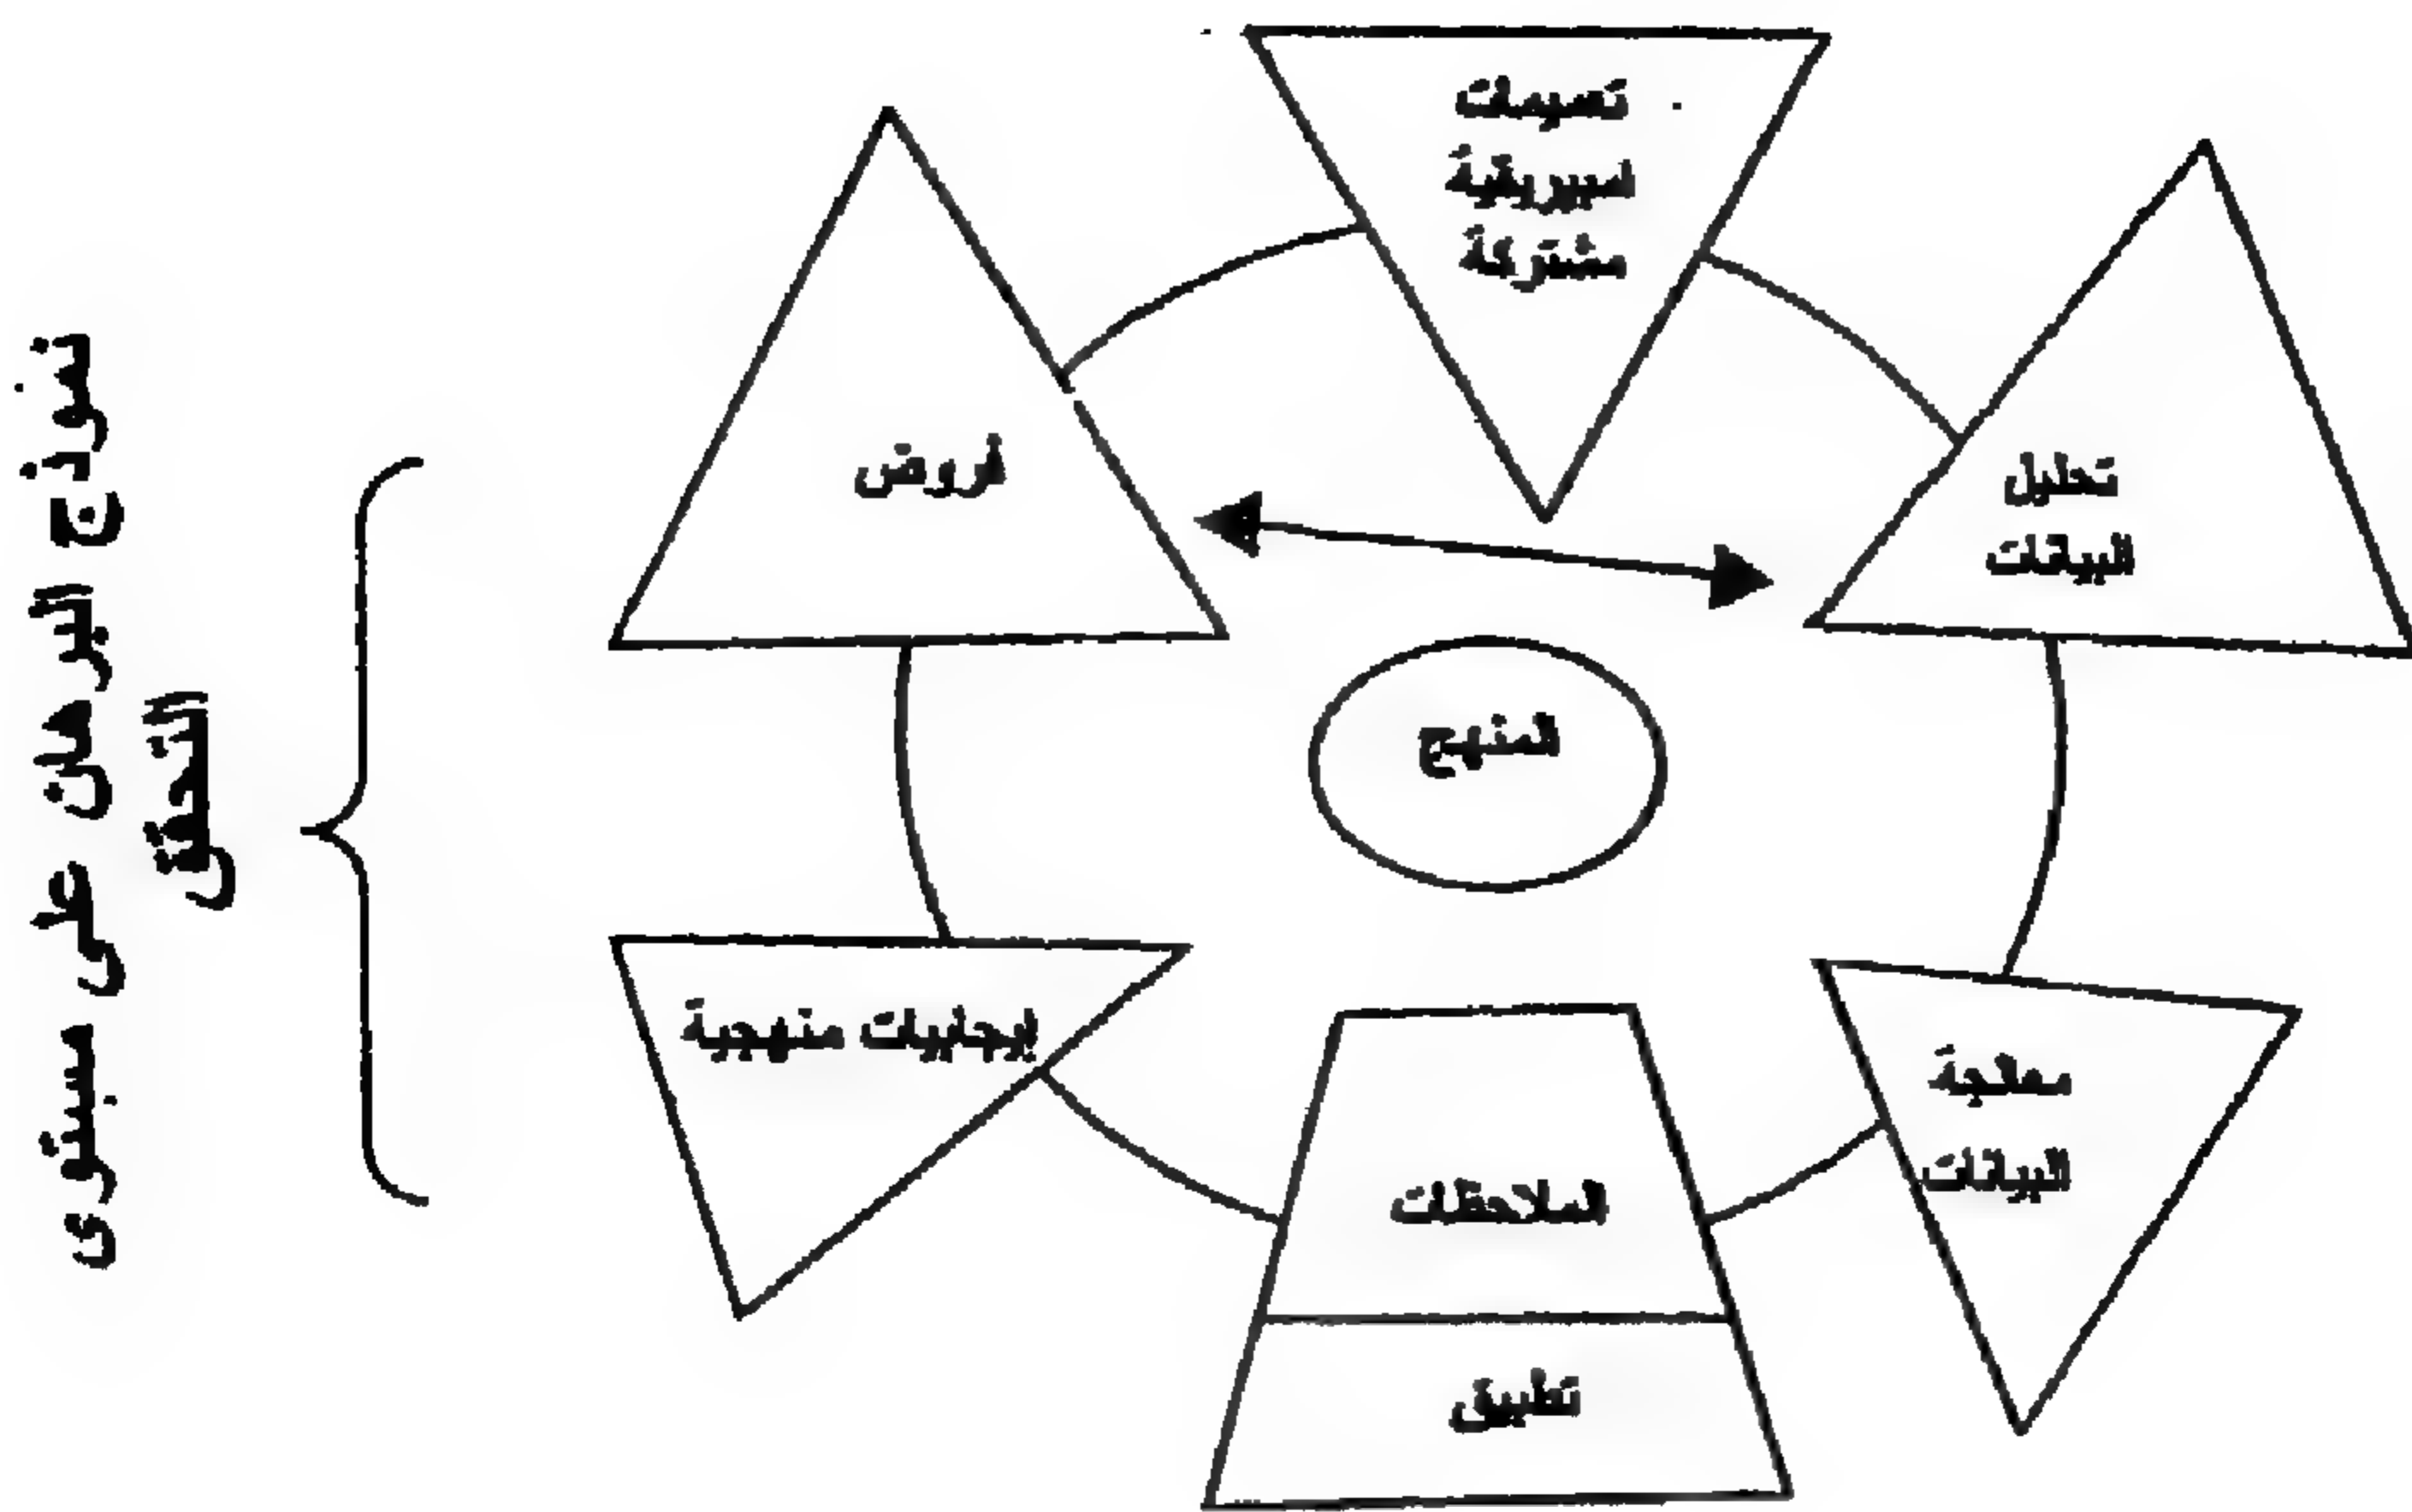 تعميمات
امبيريقية
مشتركة
فروض
تحليل
البيانات
المنهج
إيجابيات منهجية
معالجة
البيانات
الملاحظات
تطبيق
نموذج البرهان على مستوى
التحقق